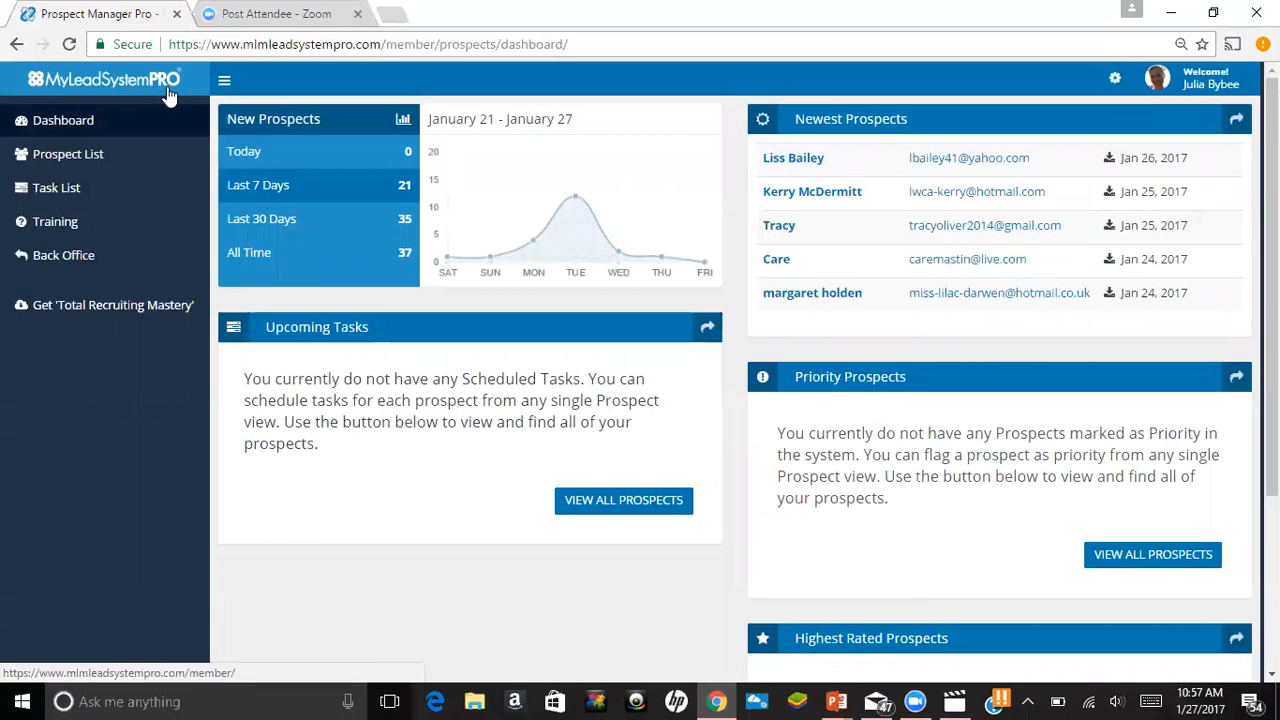 Prospect Manager Pro -
Post Attendee - Zoom
Secure
https://www.mlmleadsystempro.com/member/prospects/dashboard/
MyLeadSystemPRO
Welcome!
Julia Bybee
Dashboard
Prospect List
Task List
Training
Back Office
Get 'Total Recruiting Mastery'
New Prospects
Today 0
Last 7 Days 21
Last 30 Days 35
All Time 37
January 21 - January 27
20
15
10
5
0
SAT SUN MON TUE WED THU FRI
Upcoming Tasks
You currently do not have any Scheduled Tasks. You can
schedule tasks for each prospect from any single Prospect
view. Use the button below to view and find all of your
prospects.
VIEW ALL PROSPECTS
Newest Prospects
Liss Bailey lbailey41@yahoo.com Jan 26, 2017
Kerry McDermitt lwca-kerry@hotmail.com Jan 25, 2017
Tracy tracyoliver2014@gmail.com Jan 25, 2017
Care caremastin@live.com Jan 24, 2017
margaret holden miss-lilac-darwen@hotmail.co.uk Jan 24, 2017
Priority Prospects
You currently do not have any Prospects marked as Priority in
the system. You can flag a prospect as priority from any single
Prospect view. Use the button below to view and find all of
your prospects.
VIEW ALL PROSPECTS
Highest Rated Prospects
https://www.mlmleadsystempro.com/member/
Ask me anything
hp
47
10:57 AM
1/27/2017
54